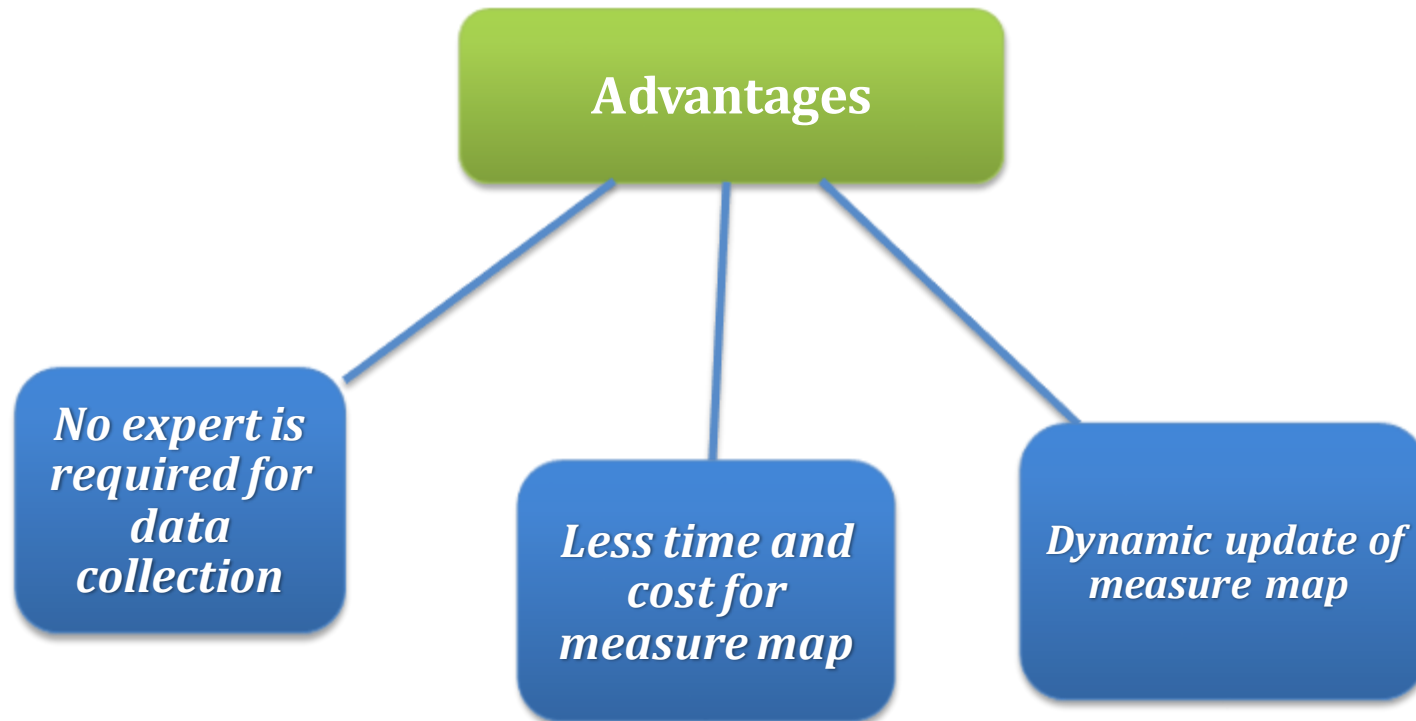 Advantages
No expert is
required for
data
collection
Less time and
cost for
measure map
Dynamic update of
measure map